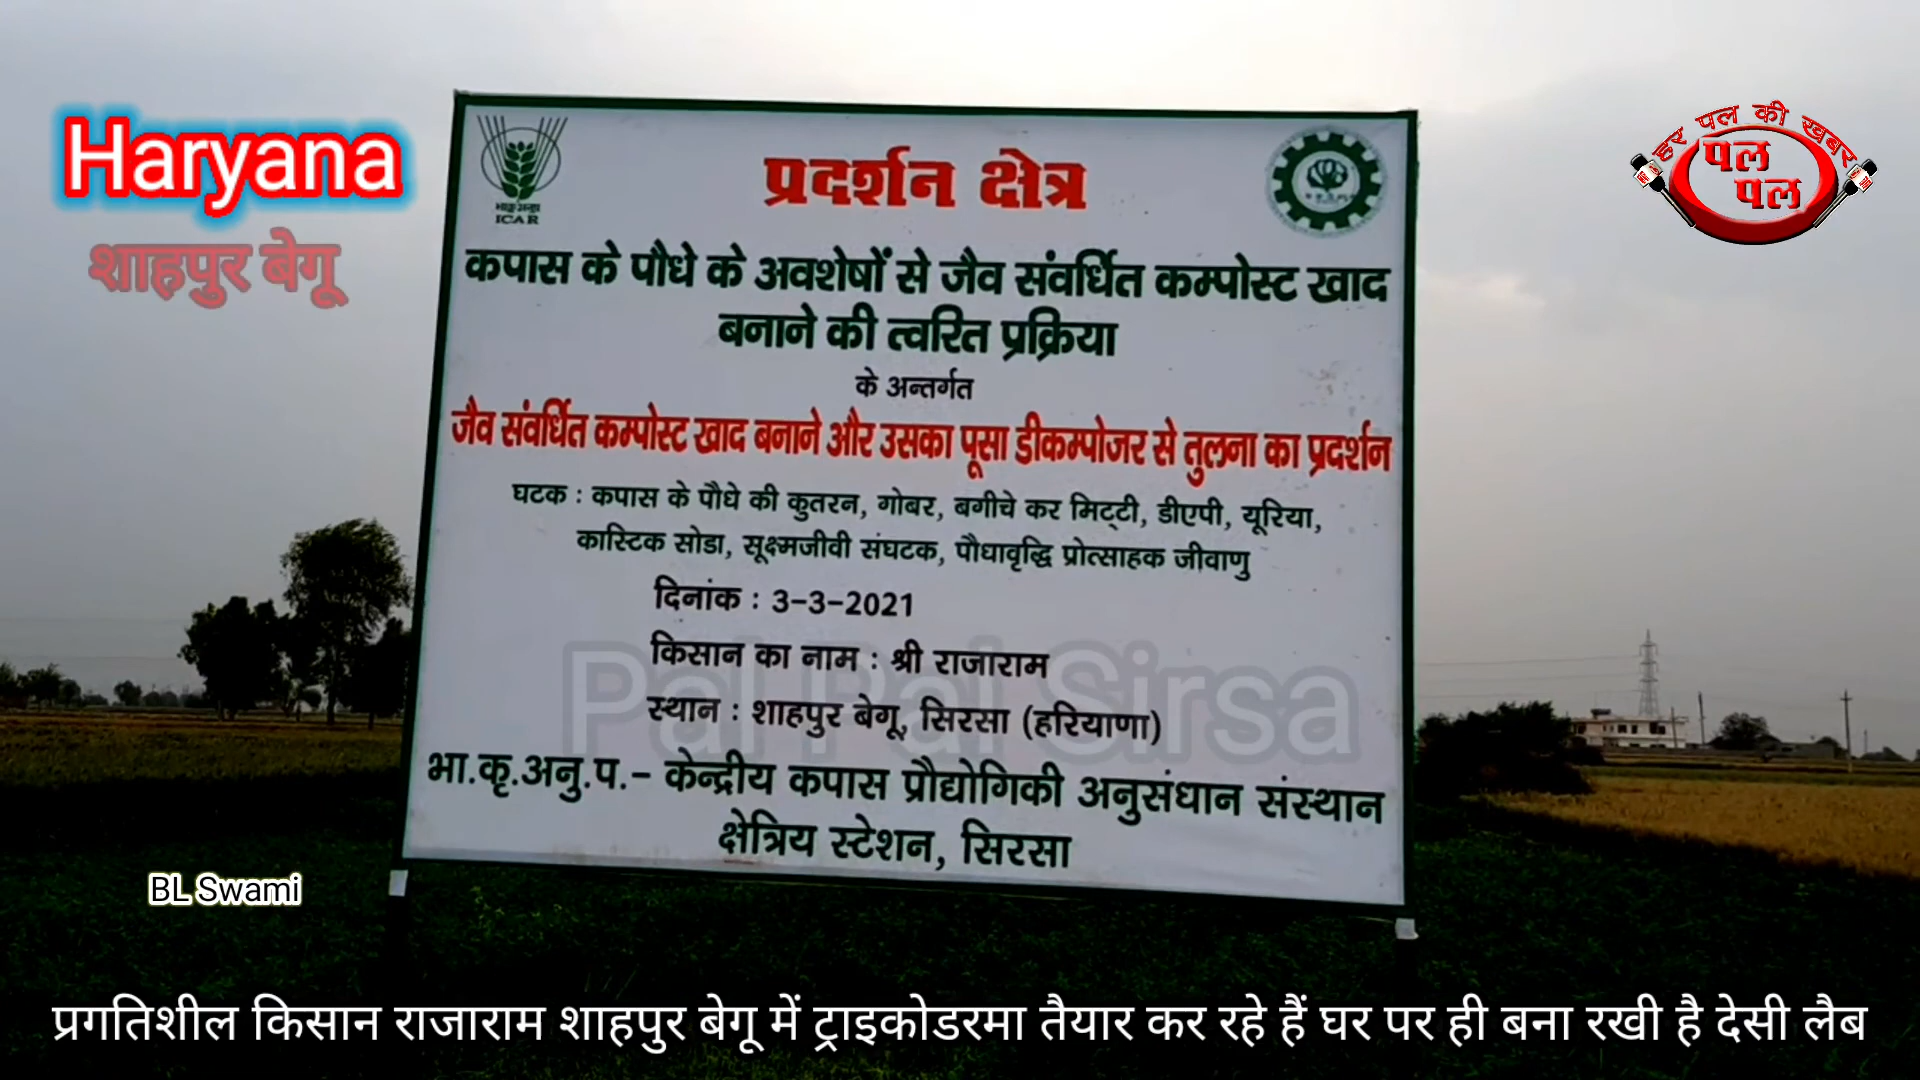 Haryana
शाहपुर बेगू
हर पल की खबर
पल
पल
ICAR
प्रदर्शन क्षेत्र
कपास के पौधे के अवशेषों से जैव संवर्धित कम्पोस्ट खाद
बनाने की त्वरित प्रक्रिया
के अन्तर्गत
जैव संवर्धित कम्पोस्ट खाद बनाने और उसका पूसा डीकम्पोजर से तुलना का प्रदर्शन
घटक : कपास के पौधे की कुतरन, गोबर, बगीचे कर मिट्टी, डीएपी, यूरिया,
कास्टिक सोडा, सूक्ष्मजीवी संघटक, पौधावृद्धि प्रोत्साहक जीवाणु
दिनांक : 3-3-2021
किसान का नाम : श्री राजाराम
Pal Pal Sirsa
स्थान : शाहपुर बेगू, सिरसा (हरियाणा)
भा.कृ.अनु.प.- केन्द्रीय कपास प्रौद्योगिकी अनुसंधान संस्थान
क्षेत्रिय स्टेशन, सिरसा
BL Swami
प्रगतिशील किसान राजाराम शाहपुर बेगू में ट्राइकोडरमा तैयार कर रहे हैं घर पर ही बना रखी है देसी लैब